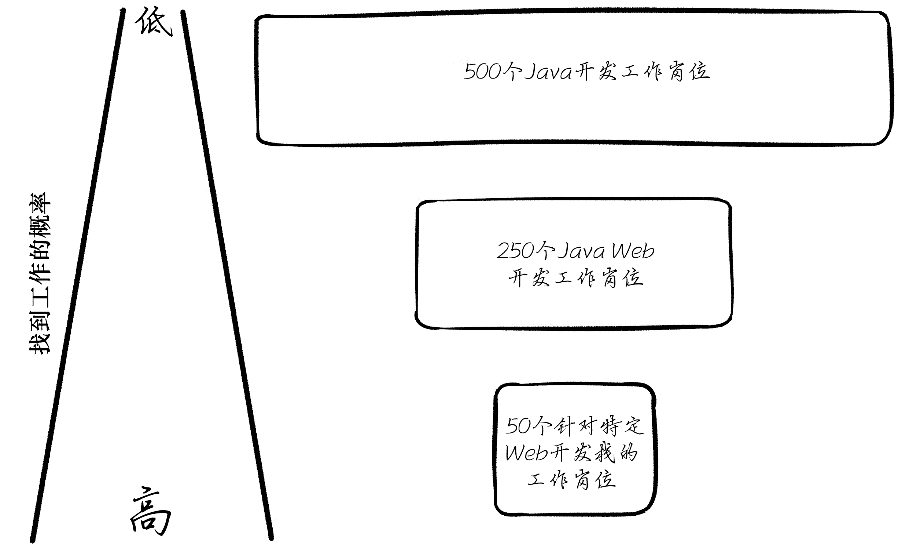 低
500个Java开发工作岗位
找到工作的概率
250个Java Web
开发工作岗位
50个针对特定
Web开发我的
工作岗位
高